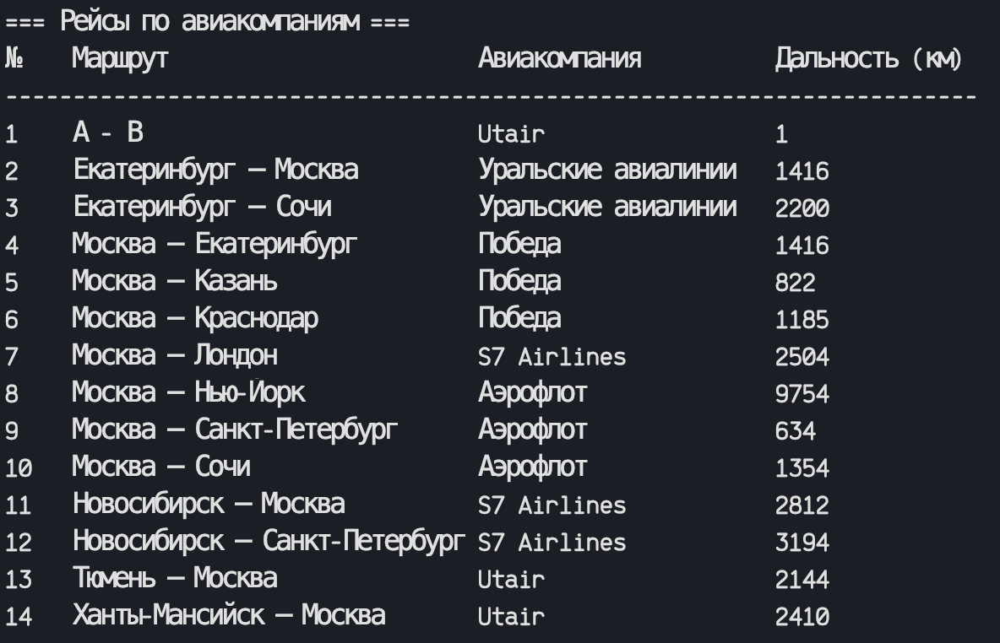 === Рейсы по авиакомпаниям ===
№ Маршрут Авиакомпания Дальность (км)
------------------------------------------------------------------------
1 A - B Utair 1
2 Екатеринбург — Москва Уральские авиалинии 1416
3 Екатеринбург — Сочи Уральские авиалинии 2200
4 Москва — Екатеринбург Победа 1416
5 Москва — Казань Победа 822
6 Москва — Краснодар Победа 1185
7 Москва — Лондон S7 Airlines 2504
8 Москва — Нью-Йорк Аэрофлот 9754
9 Москва — Санкт-Петербург Аэрофлот 634
10 Москва — Сочи Аэрофлот 1354
11 Новосибирск — Москва S7 Airlines 2812
12 Новосибирск — Санкт-Петербург S7 Airlines 3194
13 Тюмень — Москва Utair 2144
14 Ханты-Мансийск — Москва Utair 2410